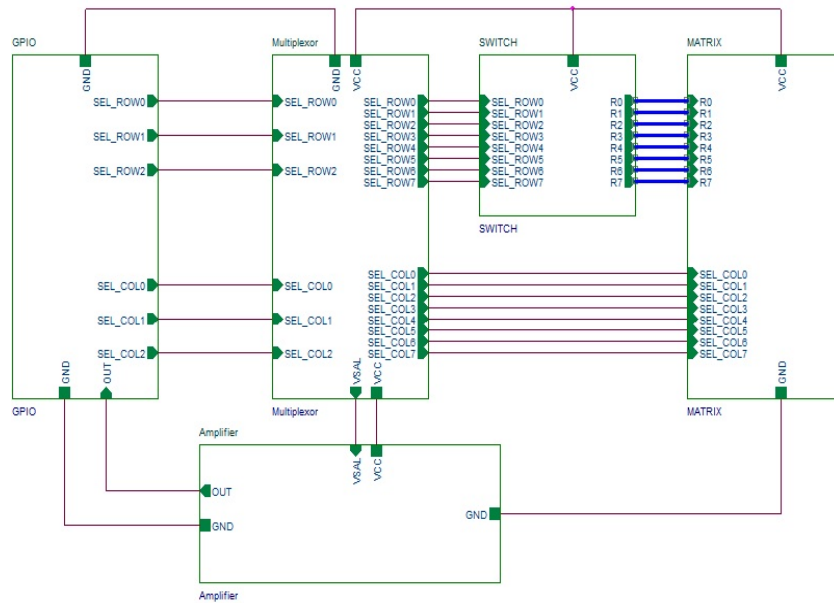 GPIO
Multiplexor
SWITCH
MATRIX
GND
GND
VCC
VCC
VCC
SEL_ROW0
SEL_ROW1
SEL_ROW2
SEL_COL0
SEL_COL1
SEL_COL2
GND
OUT
GPIO
SEL_ROW0
SEL_ROW1
SEL_ROW2
SEL_COL0
SEL_COL1
SEL_COL2
SEL_ROW0
SEL_ROW1
SEL_ROW2
SEL_ROW3
SEL_ROW4
SEL_ROW5
SEL_ROW6
SEL_ROW7
SEL_COL0
SEL_COL1
SEL_COL2
SEL_COL3
SEL_COL4
SEL_COL5
SEL_COL6
SEL_COL7
VSAL
VCC
Multiplexor
SEL_ROW0
SEL_ROW1
SEL_ROW2
SEL_ROW3
SEL_ROW4
SEL_ROW5
SEL_ROW6
SEL_ROW7
R0
R1
R2
R3
R4
R5
R6
R7
SWITCH
R0
R1
R2
R3
R4
R5
R6
R7
SEL_COL0
SEL_COL1
SEL_COL2
SEL_COL3
SEL_COL4
SEL_COL5
SEL_COL6
SEL_COL7
GND
MATRIX
Amplifier
VSAL
VCC
OUT
GND
GND
Amplifier